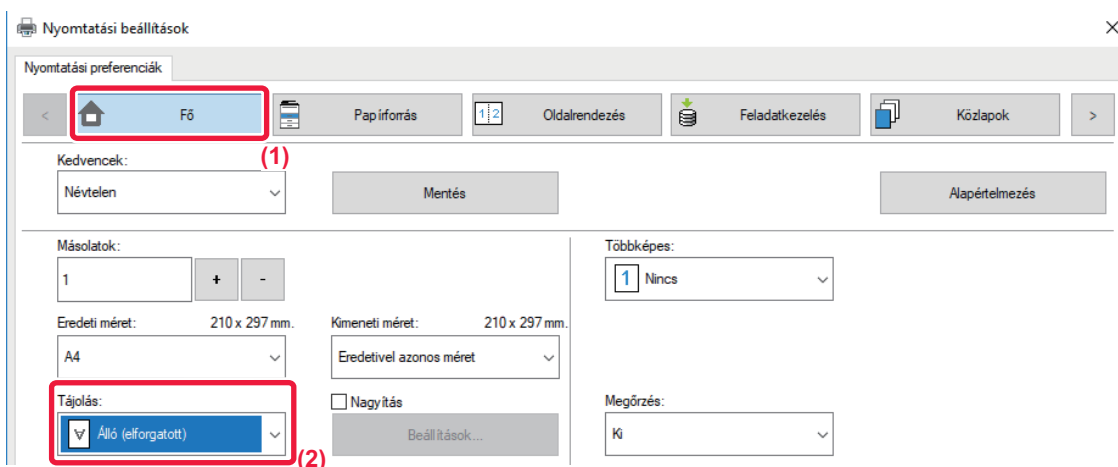 Nyomtatási beállítások
Nyomtatási preferenciák
< Fő Papírforrás 1 2 Oldalrendezés Feladatkezelés Közlapok >
(1)
Kedvencek:
Névtelen Mentés Alapértelmezés
Másolatok: Többképes:
1 + - 1 Nincs
Eredeti méret: 210 x 297 mm. Kimeneti méret: 210 x 297 mm.
A4 Eredetivel azonos méret
Tájolás: Nagyítás Megőrzés:
A Álló (elforgatott) Beállítások... Ki
(2)